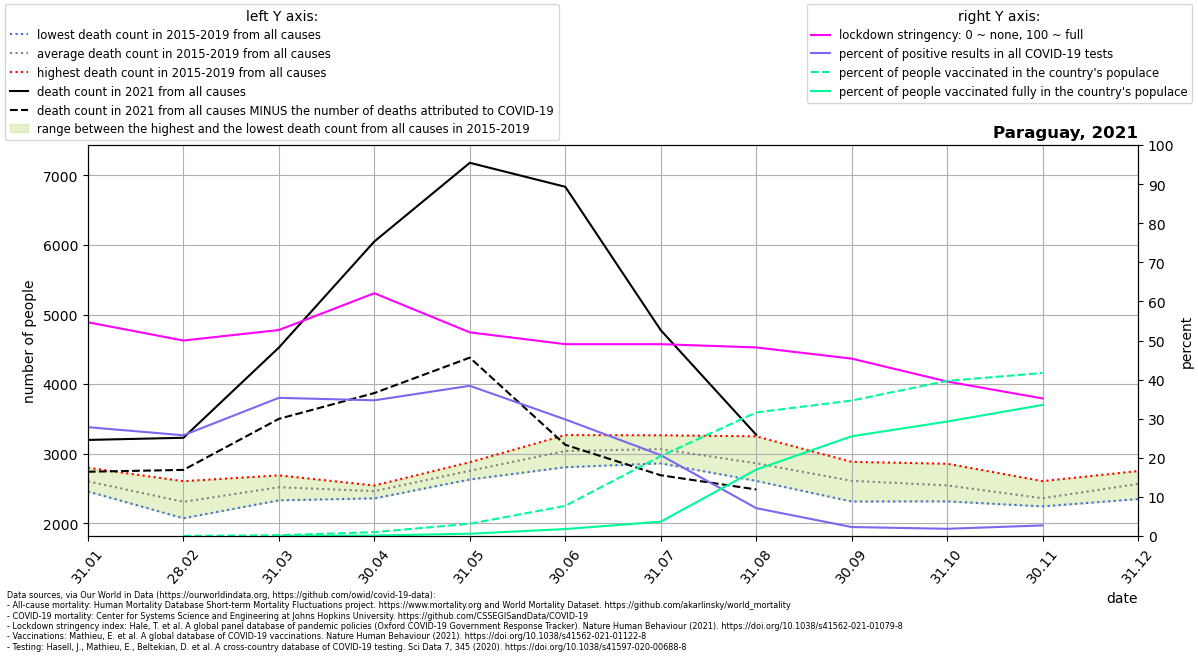 left Y axis:
lowest death count in 2015-2019 from all causes
average death count in 2015-2019 from all causes
highest death count in 2015-2019 from all causes
death count in 2021 from all causes
death count in 2021 from all causes MINUS the number of deaths attributed to COVID-19
range between the highest and the lowest death count from all causes in 2015-2019
right Y axis:
lockdown stringency: 0 ~ none, 100 ~ full
percent of positive results in all COVID-19 tests
percent of people vaccinated in the country's populace
percent of people vaccinated fully in the country's populace
Paraguay, 2021
number of people
7000
6000
5000
4000
3000
2000
100
90
80
70
60
50
40
30
20
10
0
percent
31.01
28.02
31.03
30.04
31.05
30.06
31.07
31.08
30.09
31.10
30.11
31.12
date
Data sources, via Our World in Data (https://ourworldindata.org, https://github.com/owid/covid-19-data):
- All-cause mortality: Human Mortality Database Short-term Mortality Fluctuations project. https://www.mortality.org and World Mortality Dataset. https://github.com/akarlinsky/world_mortality
- COVID-19 mortality: Center for Systems Science and Engineering at Johns Hopkins University. https://github.com/CSSEGISandData/COVID-19
- Lockdown stringency index: Hale, T. et al. A global panel database of pandemic policies (Oxford COVID-19 Government Response Tracker). Nature Human Behaviour (2021). https://doi.org/10.1038/s41562-021-01079-8
- Vaccinations: Mathieu, E. et al. A global database of COVID-19 vaccinations. Nature Human Behaviour (2021). https://doi.org/10.1038/s41562-021-01122-8
- Testing: Hasell, J., Mathieu, E., Beltekian, D. et al. A cross-country database of COVID-19 testing. Sci Data 7, 345 (2020). https://doi.org/10.1038/s41597-020-00688-8